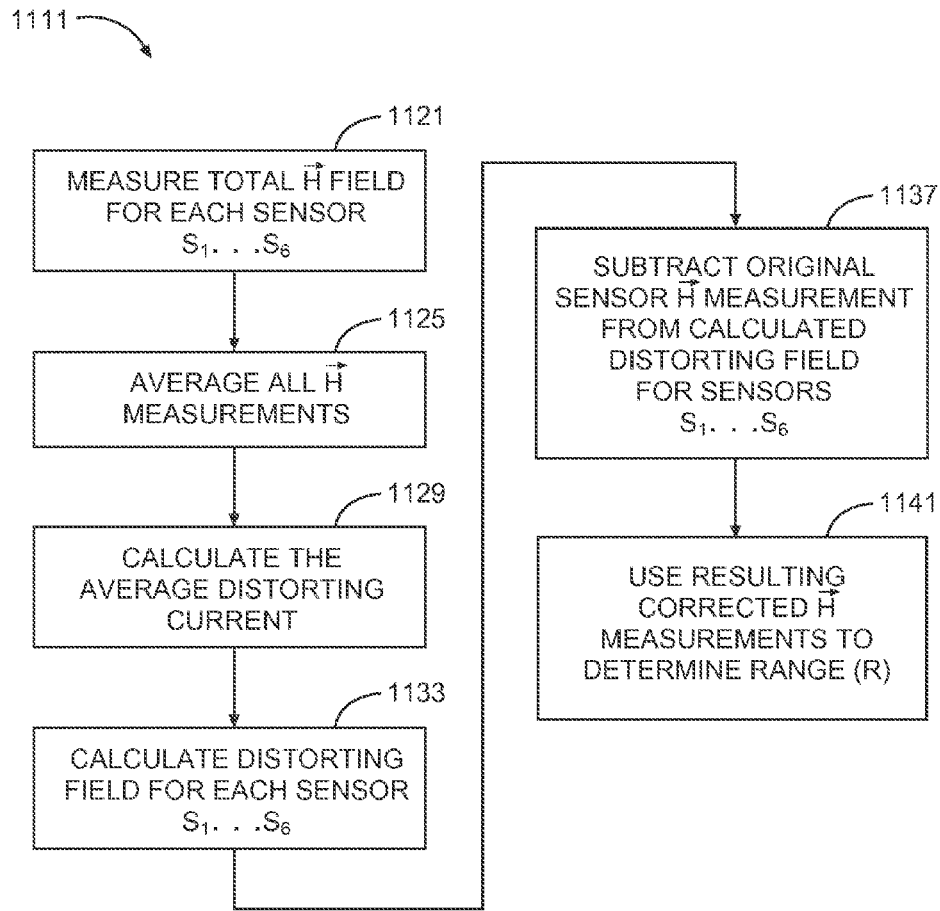 1111
1121
MEASURE TOTAL H⃗ FIELD
FOR EACH SENSOR
S₁. . .S₆
1125
AVERAGE ALL H⃗
MEASUREMENTS
1129
CALCULATE THE
AVERAGE DISTORTING
CURRENT
1133
CALCULATE DISTORTING
FIELD FOR EACH SENSOR
S₁. . .S₆
1137
SUBTRACT ORIGINAL
SENSOR H⃗ MEASUREMENT
FROM CALCULATED
DISTORTING FIELD
FOR SENSORS
S₁. . .S₆
1141
USE RESULTING
CORRECTED H⃗
MEASUREMENTS TO
DETERMINE RANGE (R)